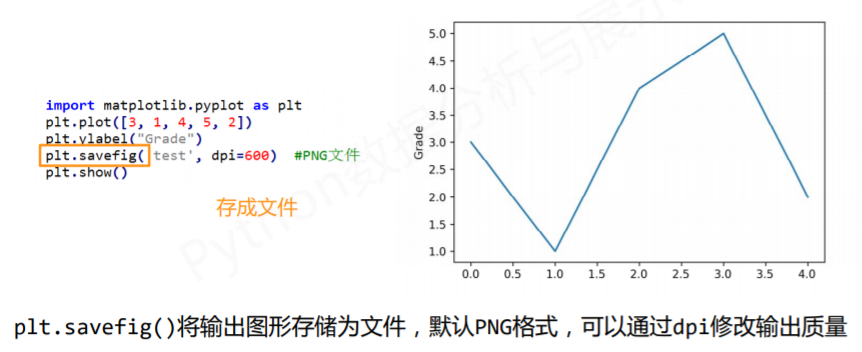 import matplotlib.pyplot as plt
plt.plot([3, 1, 4, 5, 2])
plt.ylabel("Grade")
plt.savefig('test', dpi=600)  #PNG文件
plt.show()
存成文件
Grade
5.0
4.5
4.0
3.5
3.0
2.5
2.0
1.5
1.0
0.0 0.5 1.0 1.5 2.0 2.5 3.0 3.5 4.0
Python数据分析与展示
plt.savefig()将输出图形存储为文件，默认PNG格式，可以通过dpi修改输出质量